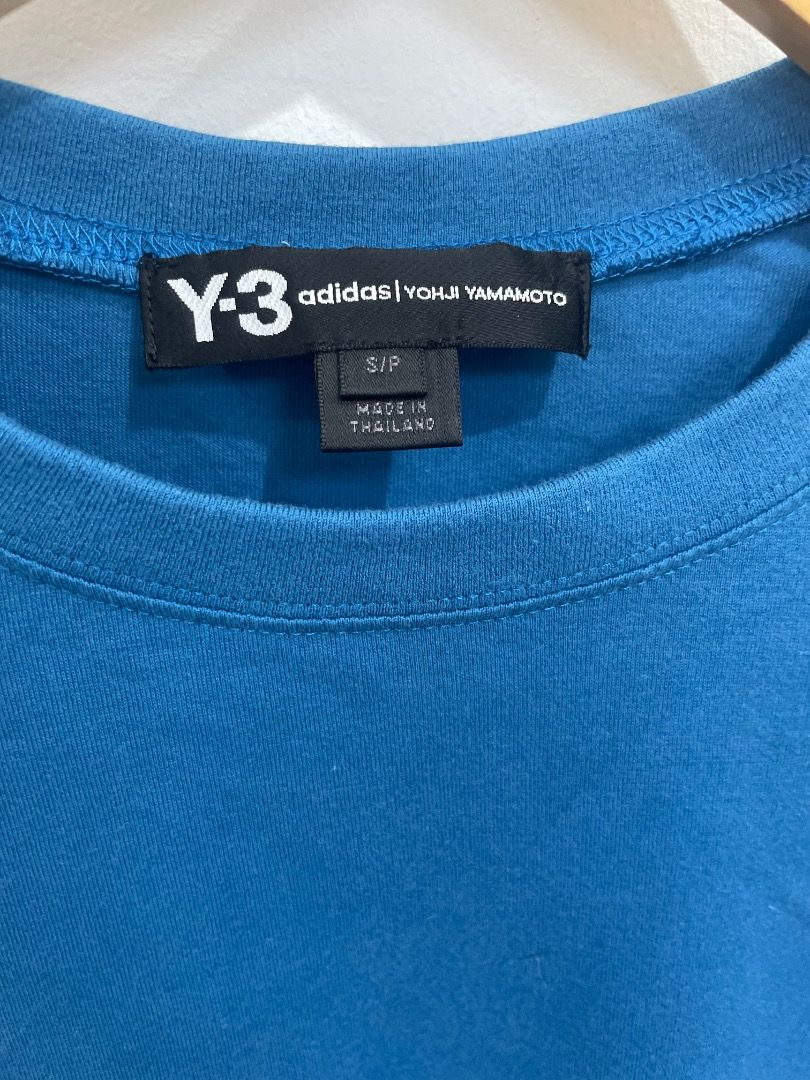 Y-3 adidas | YOHJI YAMAMOTO
S/P
MADE IN
THAILAND